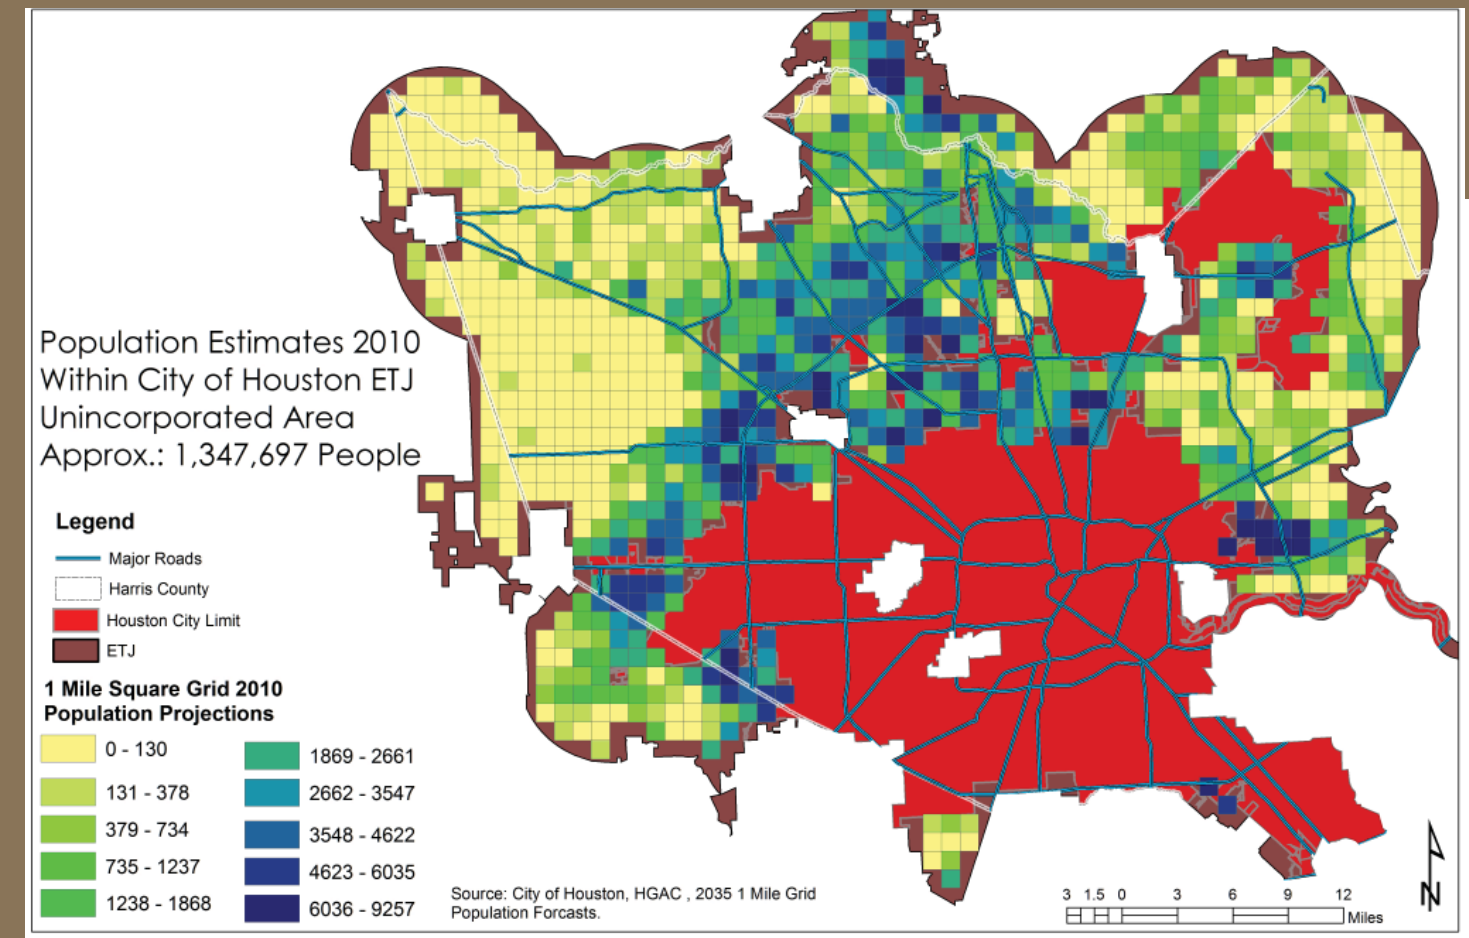 Population Estimates 2010
Within City of Houston ETJ
Unincorporated Area
Approx.: 1,347,697 People
Legend
Major Roads
Harris County
Houston City Limit
ETJ
1 Mile Square Grid 2010
Population Projections
0 - 130
131 - 378
379 - 734
735 - 1237
1238 - 1868
1869 - 2661
2662 - 3547
3548 - 4622
4623 - 6035
6036 - 9257
Source: City of Houston, HGAC , 2035 1 Mile Grid
Population Forcasts.
3 1.5 0 3 6 9 12
Miles
N